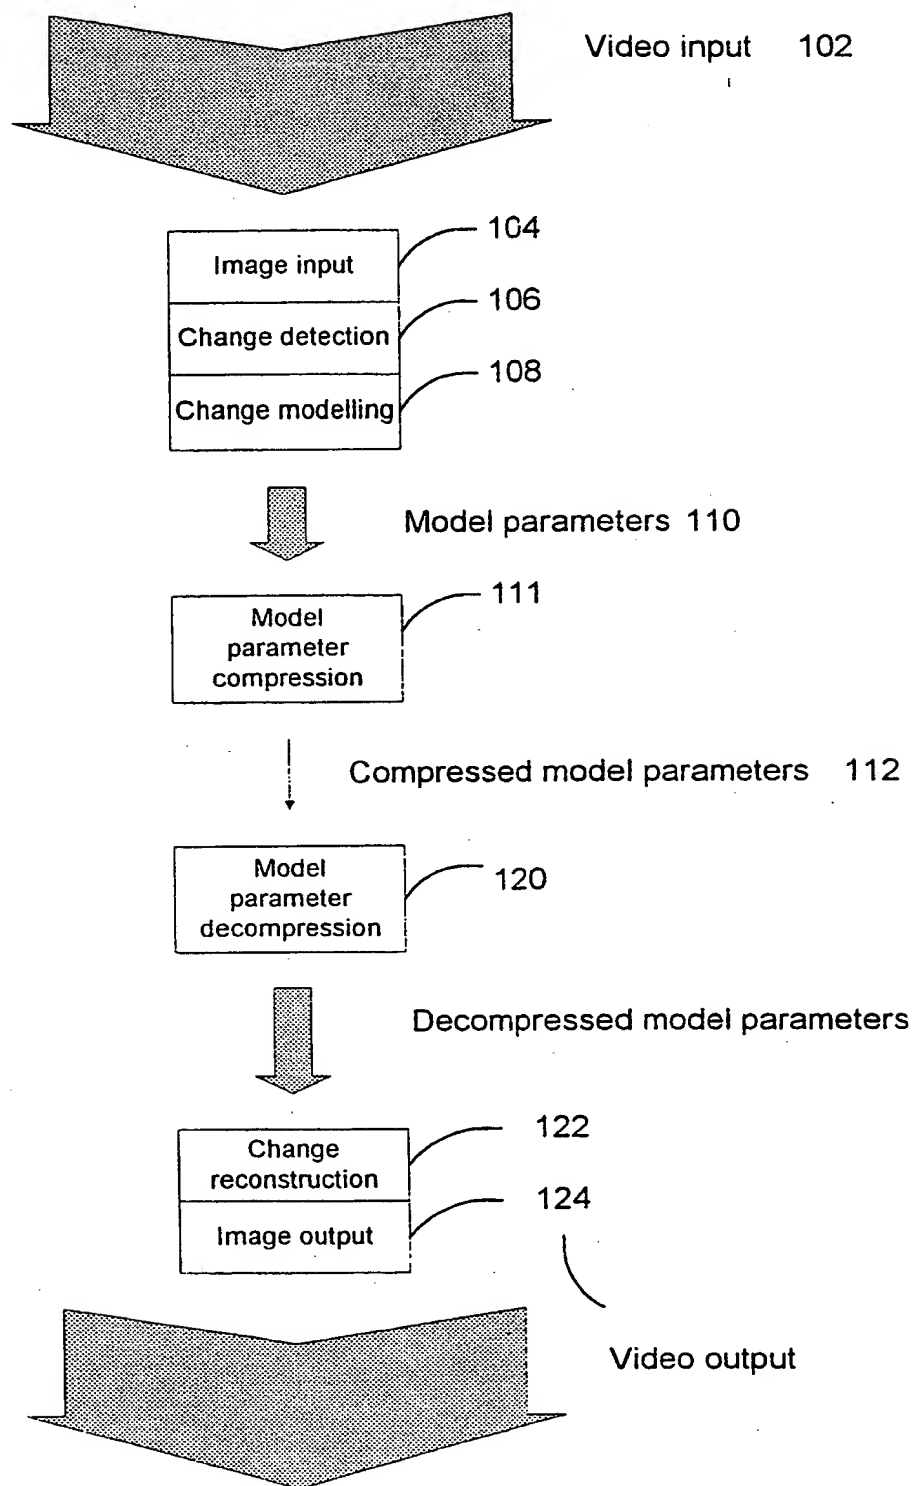 Video input 102
104
Image input
106
Change detection
108
Change modelling
Model parameters 110
111
Model
parameter
compression
Compressed model parameters 112
Model
parameter
decompression
120
Decompressed model parameters
122
Change
reconstruction
124
Image output
Video output